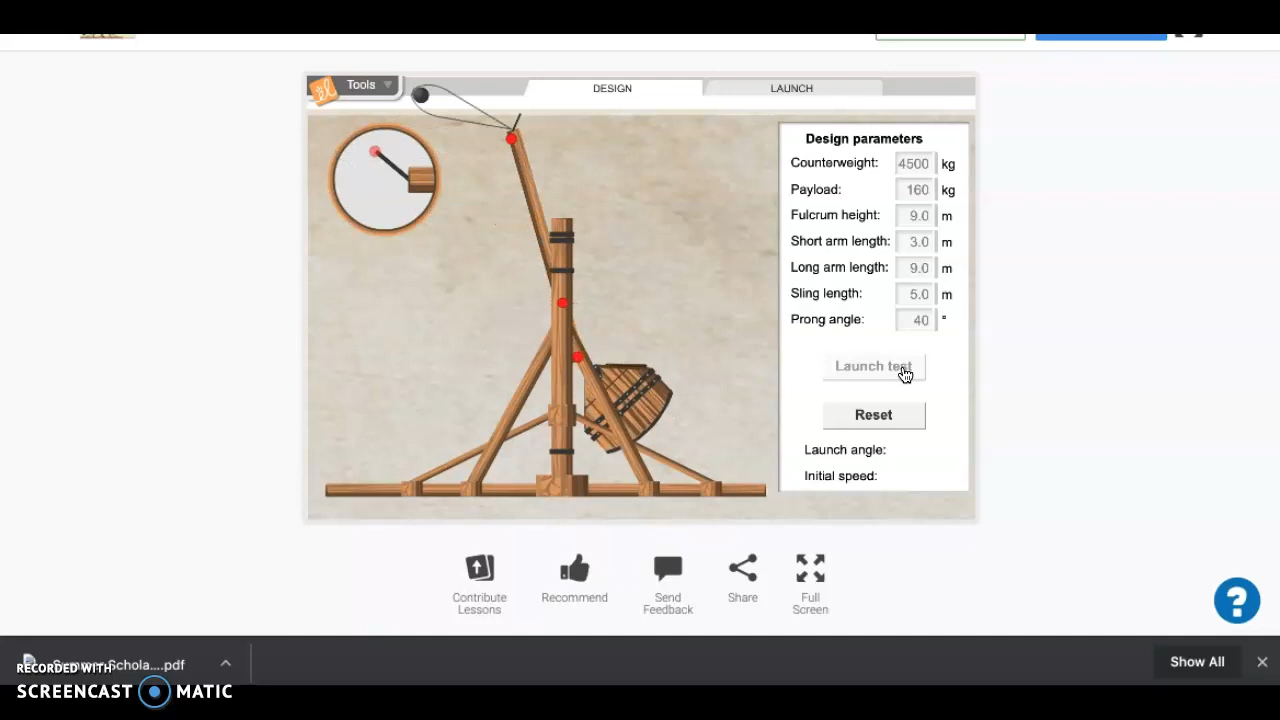 Tools
DESIGN
LAUNCH
Design parameters
Counterweight: 4500 kg
Payload: 160 kg
Fulcrum height: 9.0 m
Short arm length: 3.0 m
Long arm length: 9.0 m
Sling length: 5.0 m
Prong angle: 40 °
Launch test
Reset
Launch angle:
Initial speed:
Contribute Lessons
Recommend
Send Feedback
Share
Full Screen
?
Schola....pdf
Show All
RECORDED WITH
SCREENCAST MATIC